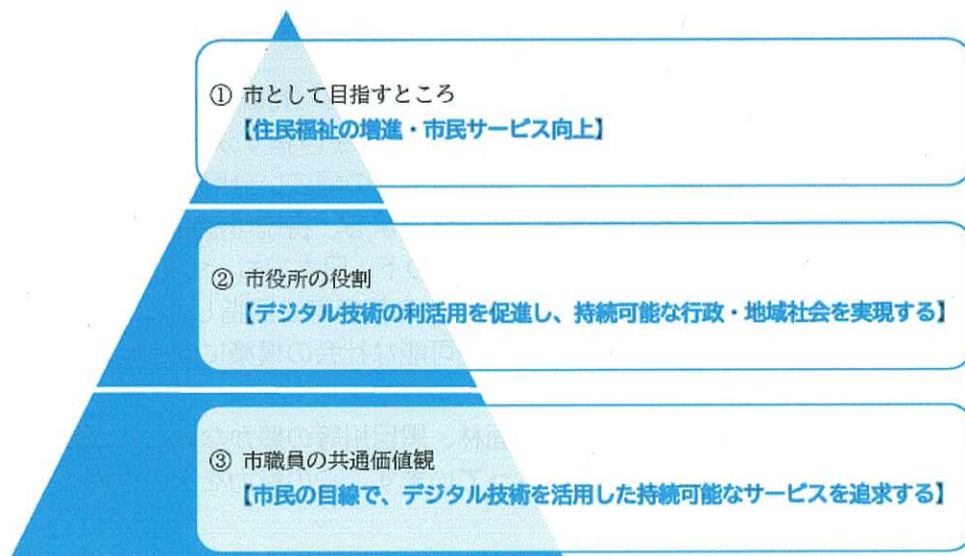 ① 市として目指すところ
【住民福祉の増進・市民サービス向上】
② 市役所の役割
【デジタル技術の利活用を促進し、持続可能な行政・地域社会を実現する】
③ 市職員の共通価値観
【市民の目線で、デジタル技術を活用した持続可能なサービスを追求する】